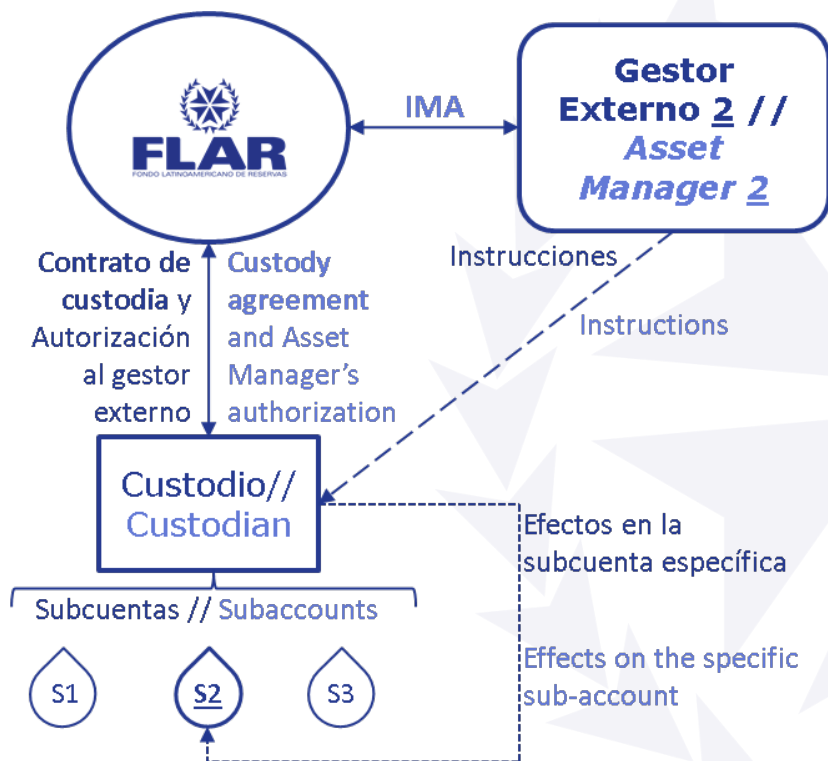 FLAR
FONDO LATINOAMERICANO DE RESERVAS
IMA
Gestor
Externo 2 //
Asset
Manager 2
Contrato de
custodia y
Autorización
al gestor
externo
Custody
agreement
and Asset
Manager's
authorization
Instrucciones
Instructions
Custodio//
Custodian
Efectos en la
subcuenta específica
Effects on the specific
sub-account
Subcuentas // Subaccounts
S1
S2
S3